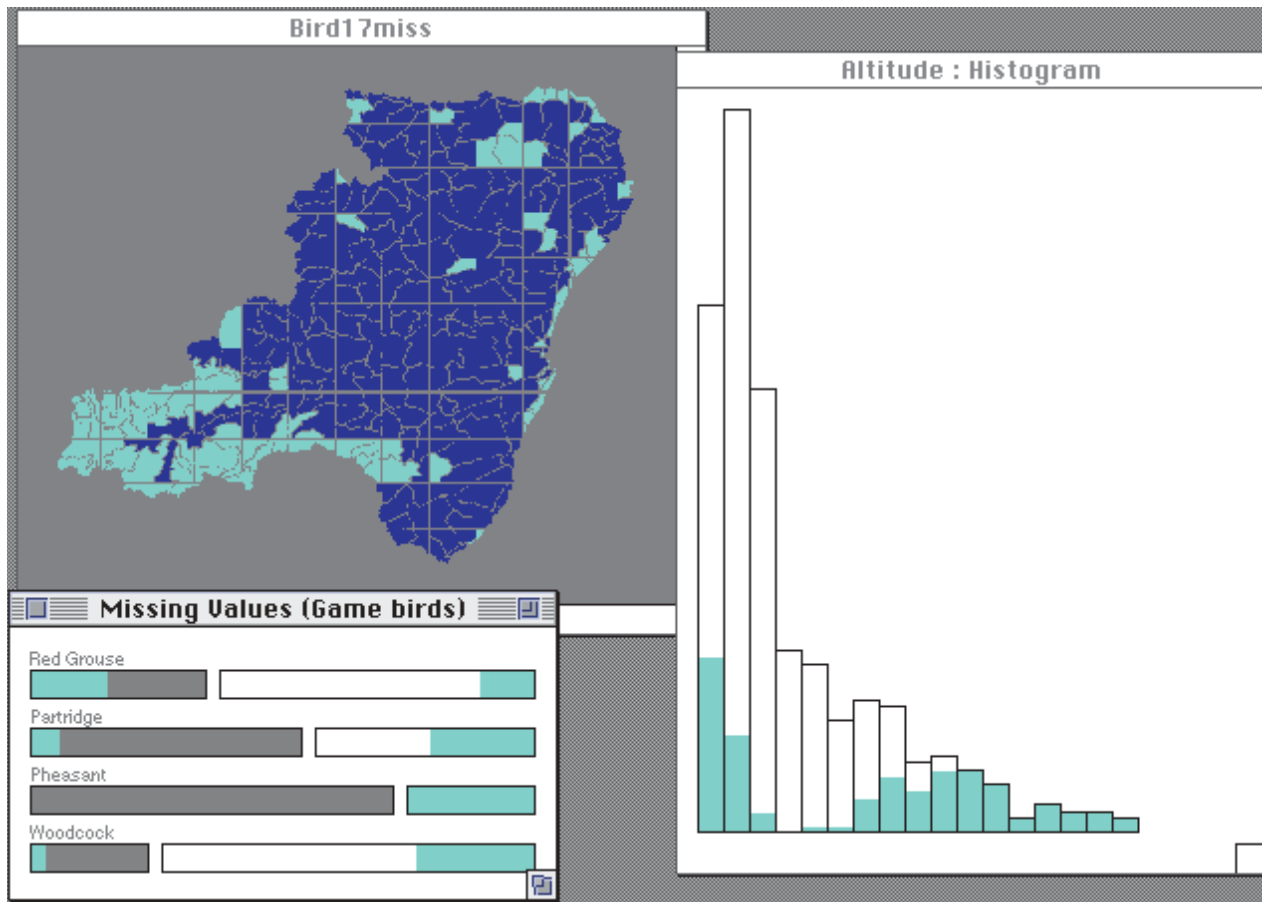 Bird17miss
Altitude : Histogram
Missing Values (Game birds)
Red Grouse
Partridge
Pheasant
Woodcock